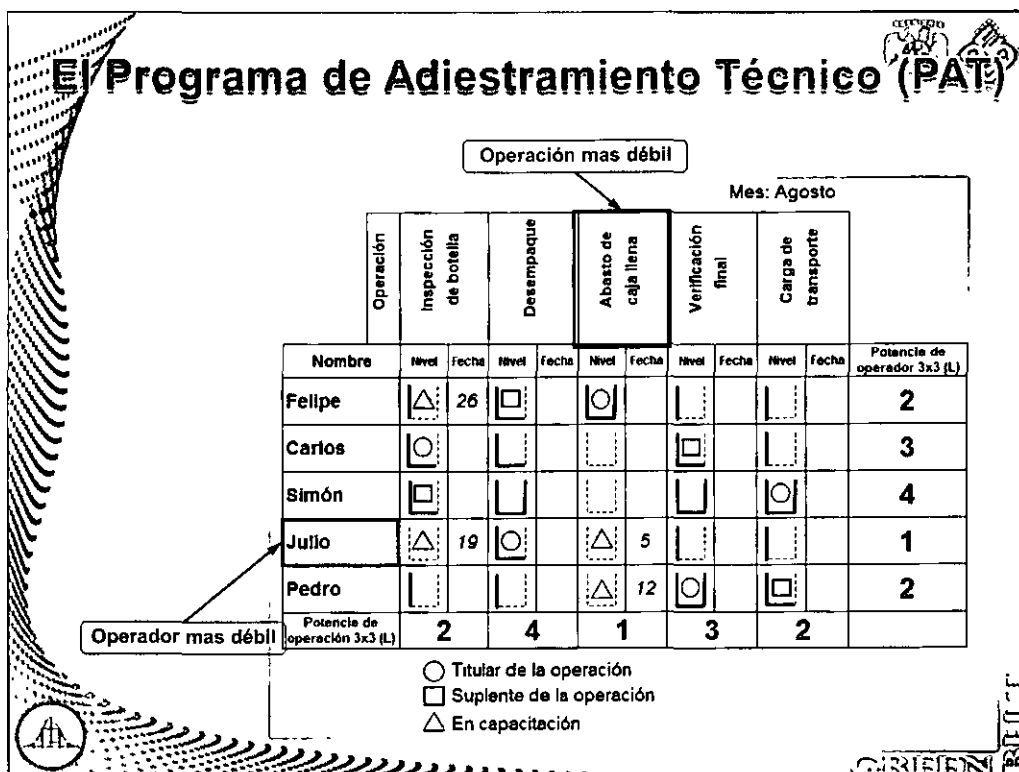 El Programa de Adiestramiento Técnico (PAT)
Operación mas débil
Mes: Agosto
Operación
Inspección de botella
Desempaque
Abasto de caja llena
Verificación final
Carga de transporte
Nombre Nivel Fecha Nivel Fecha Nivel Fecha Nivel Fecha Nivel Fecha Potencia de operador 3x3 (L)
Felipe 26 2
Carlos 3
Simón 4
Julio 19 5 1
Pedro 12 2
Operador mas débil
Potencia de operación 3x3 (L) 2 4 1 3 2
Titular de la operación
Suplente de la operación
En capacitación